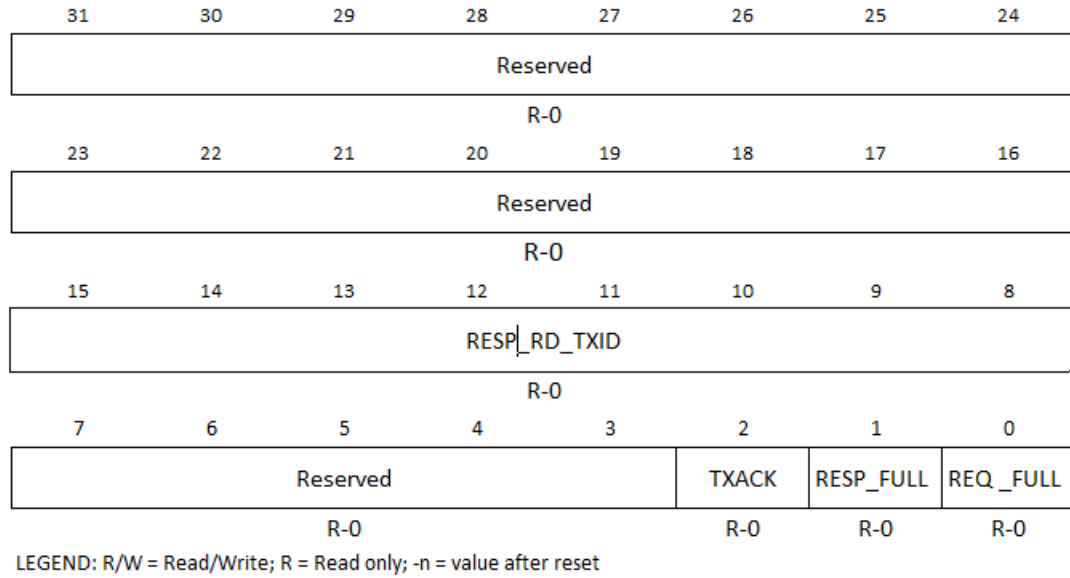 31 30 29 28 27 26 25 24
Reserved
R-0
23 22 21 20 19 18 17 16
Reserved
R-0
15 14 13 12 11 10 9 8
RESP_RD_TXID
R-0
7 6 5 4 3 2 1 0
Reserved TXACK RESP_FULL REQ _FULL
R-0 R-0 R-0 R-0
LEGEND: R/W = Read/Write; R = Read only; -n = value after reset